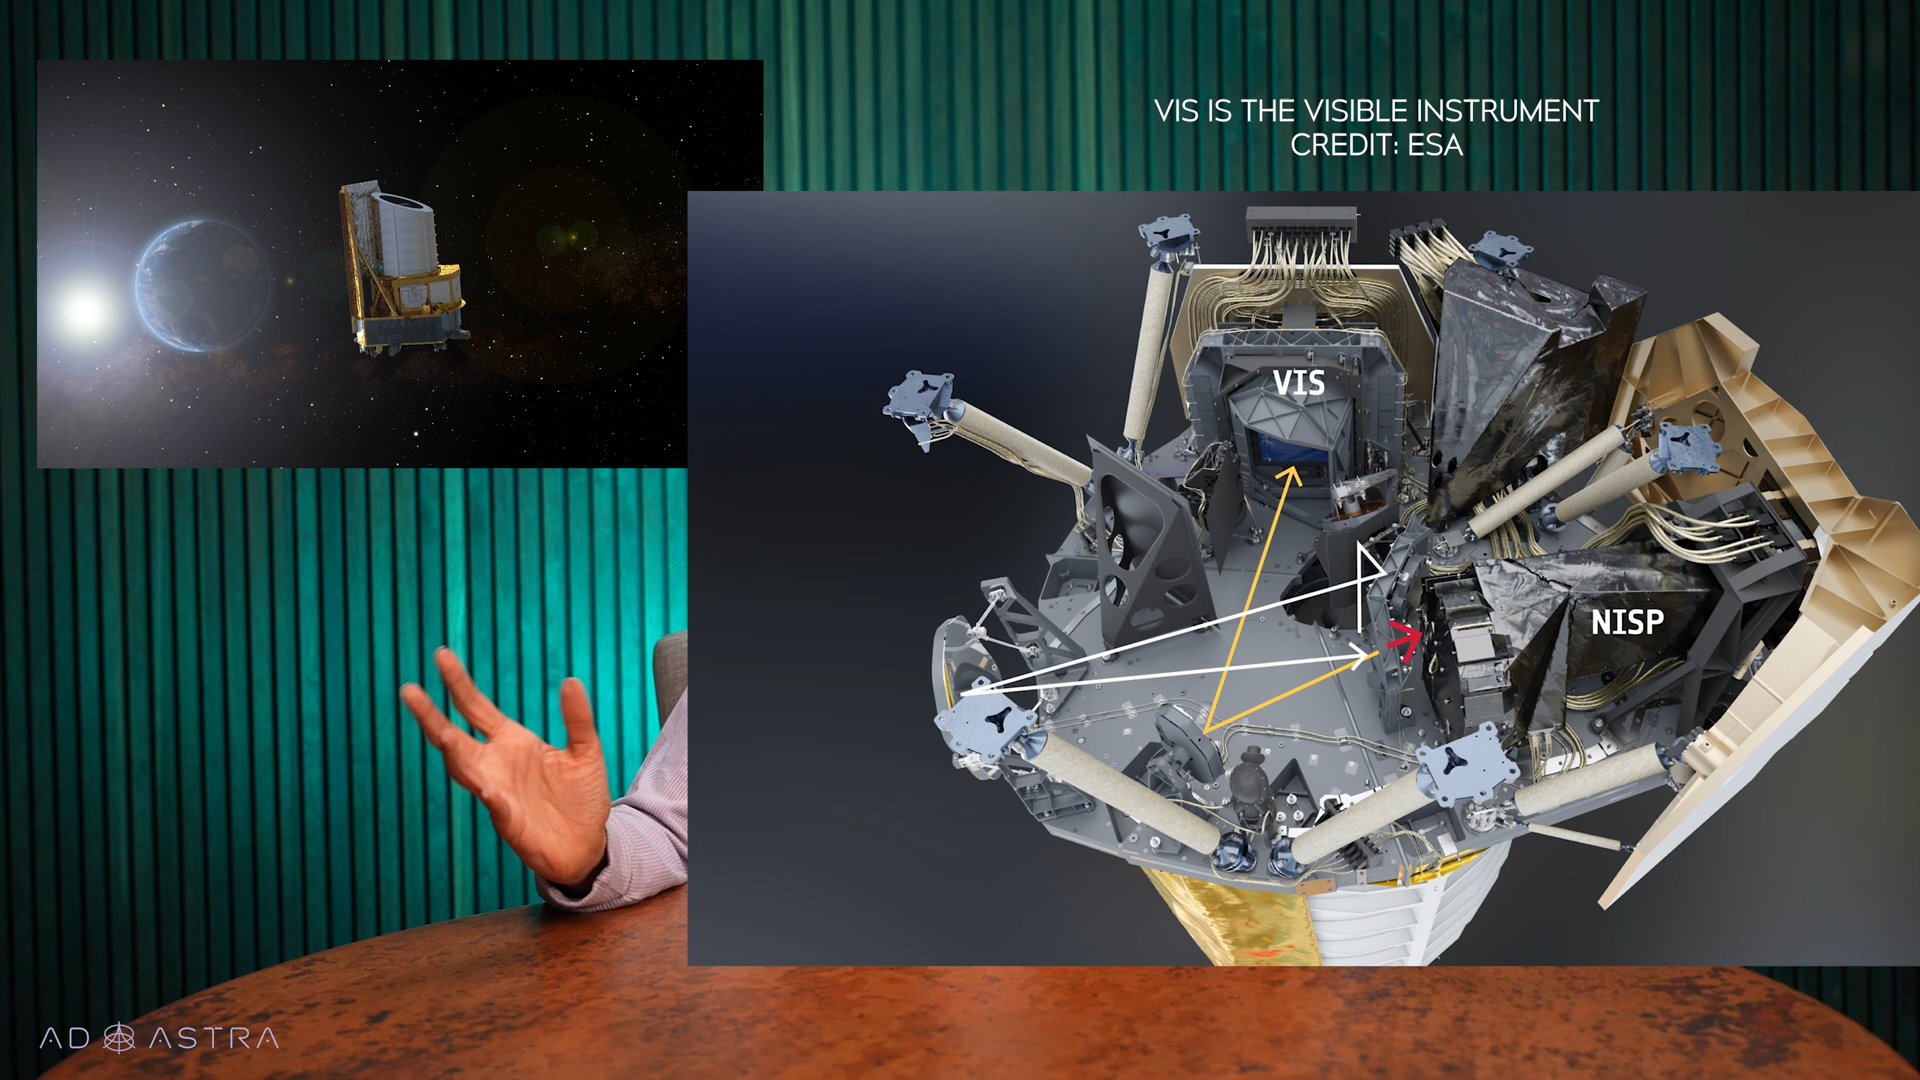 VIS IS THE VISIBLE INSTRUMENT
CREDIT: ESA
VIS
NISP
AD ASTRA